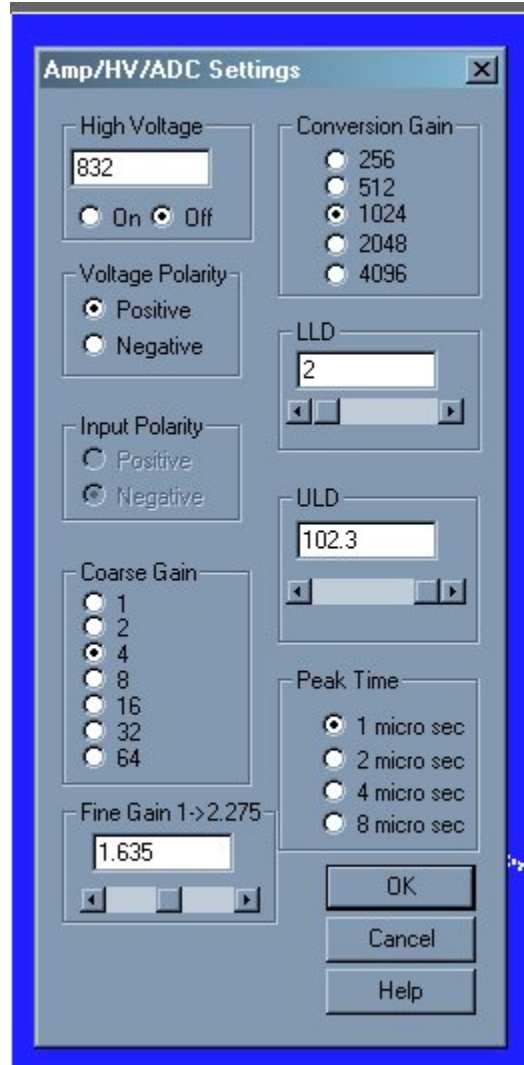 Amp/HV/ADC Settings
High Voltage
832
On Off
Voltage Polarity
Positive
Negative
Input Polarity
Positive
Negative
Coarse Gain
1
2
4
8
16
32
64
Fine Gain 1->2.275
1.635
Conversion Gain
256
512
1024
2048
4096
LLD
2
ULD
102.3
Peak Time
1 micro sec
2 micro sec
4 micro sec
8 micro sec
OK
Cancel
Help